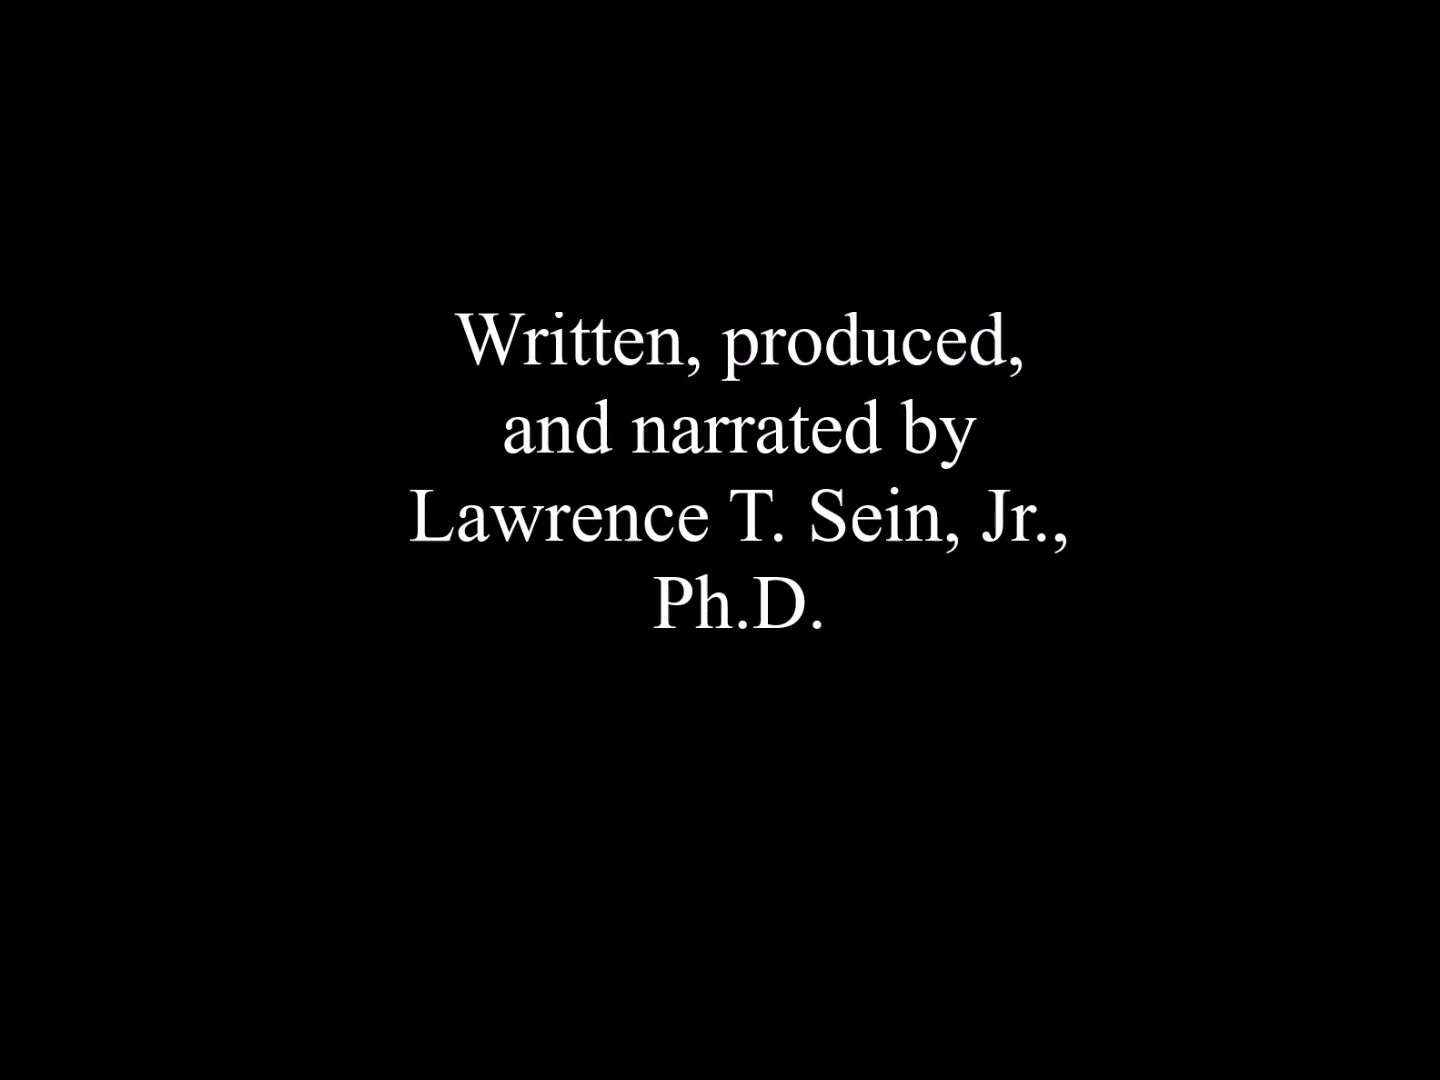 Written, produced,
and narrated by
Lawrence T. Sein, Jr.,
Ph.D.